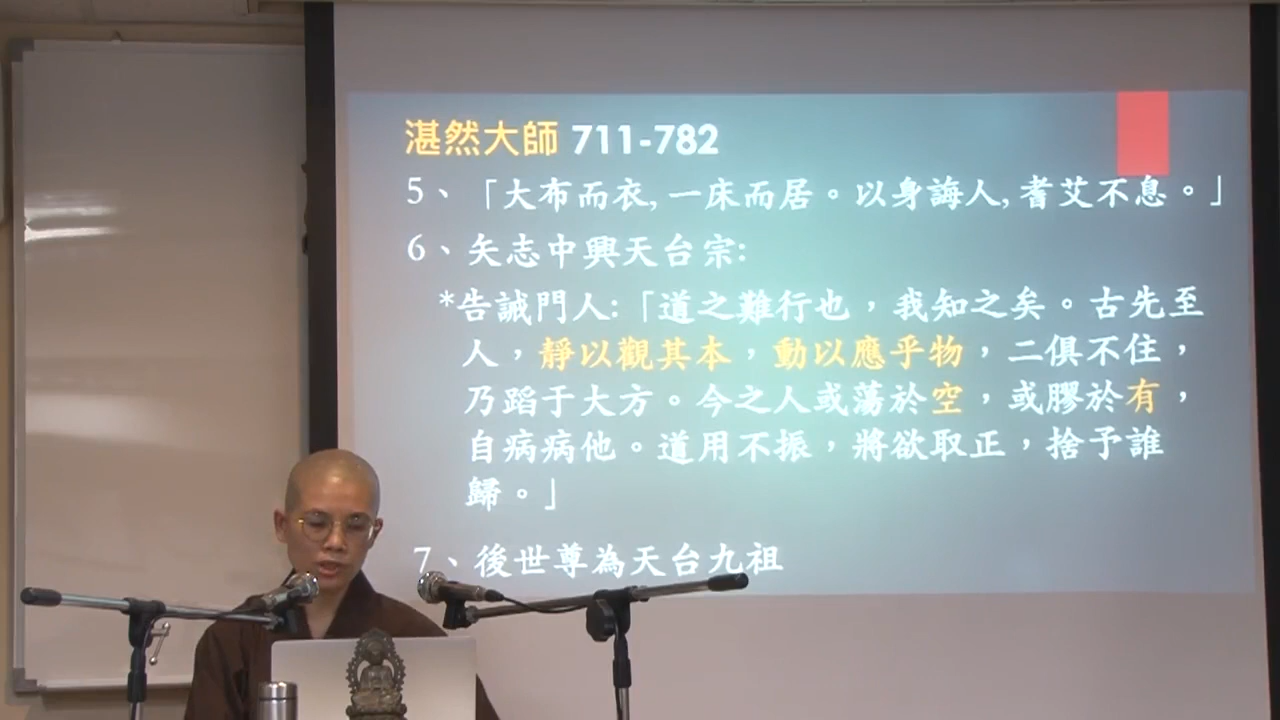 湛然大師 711-782
5、「大布而衣, 一床而居。以身誨人, 耆艾不息。」
6、矢志中興天台宗:
*告誡門人:「道之難行也，我知之矣。古先至
人，靜以觀其本，動以應乎物，二俱不住，
乃蹈于大方。今之人或蕩於空，或膠於有，
自病病他。道用不振，將欲取正，捨予誰
歸。」
7、後世尊為天台九祖